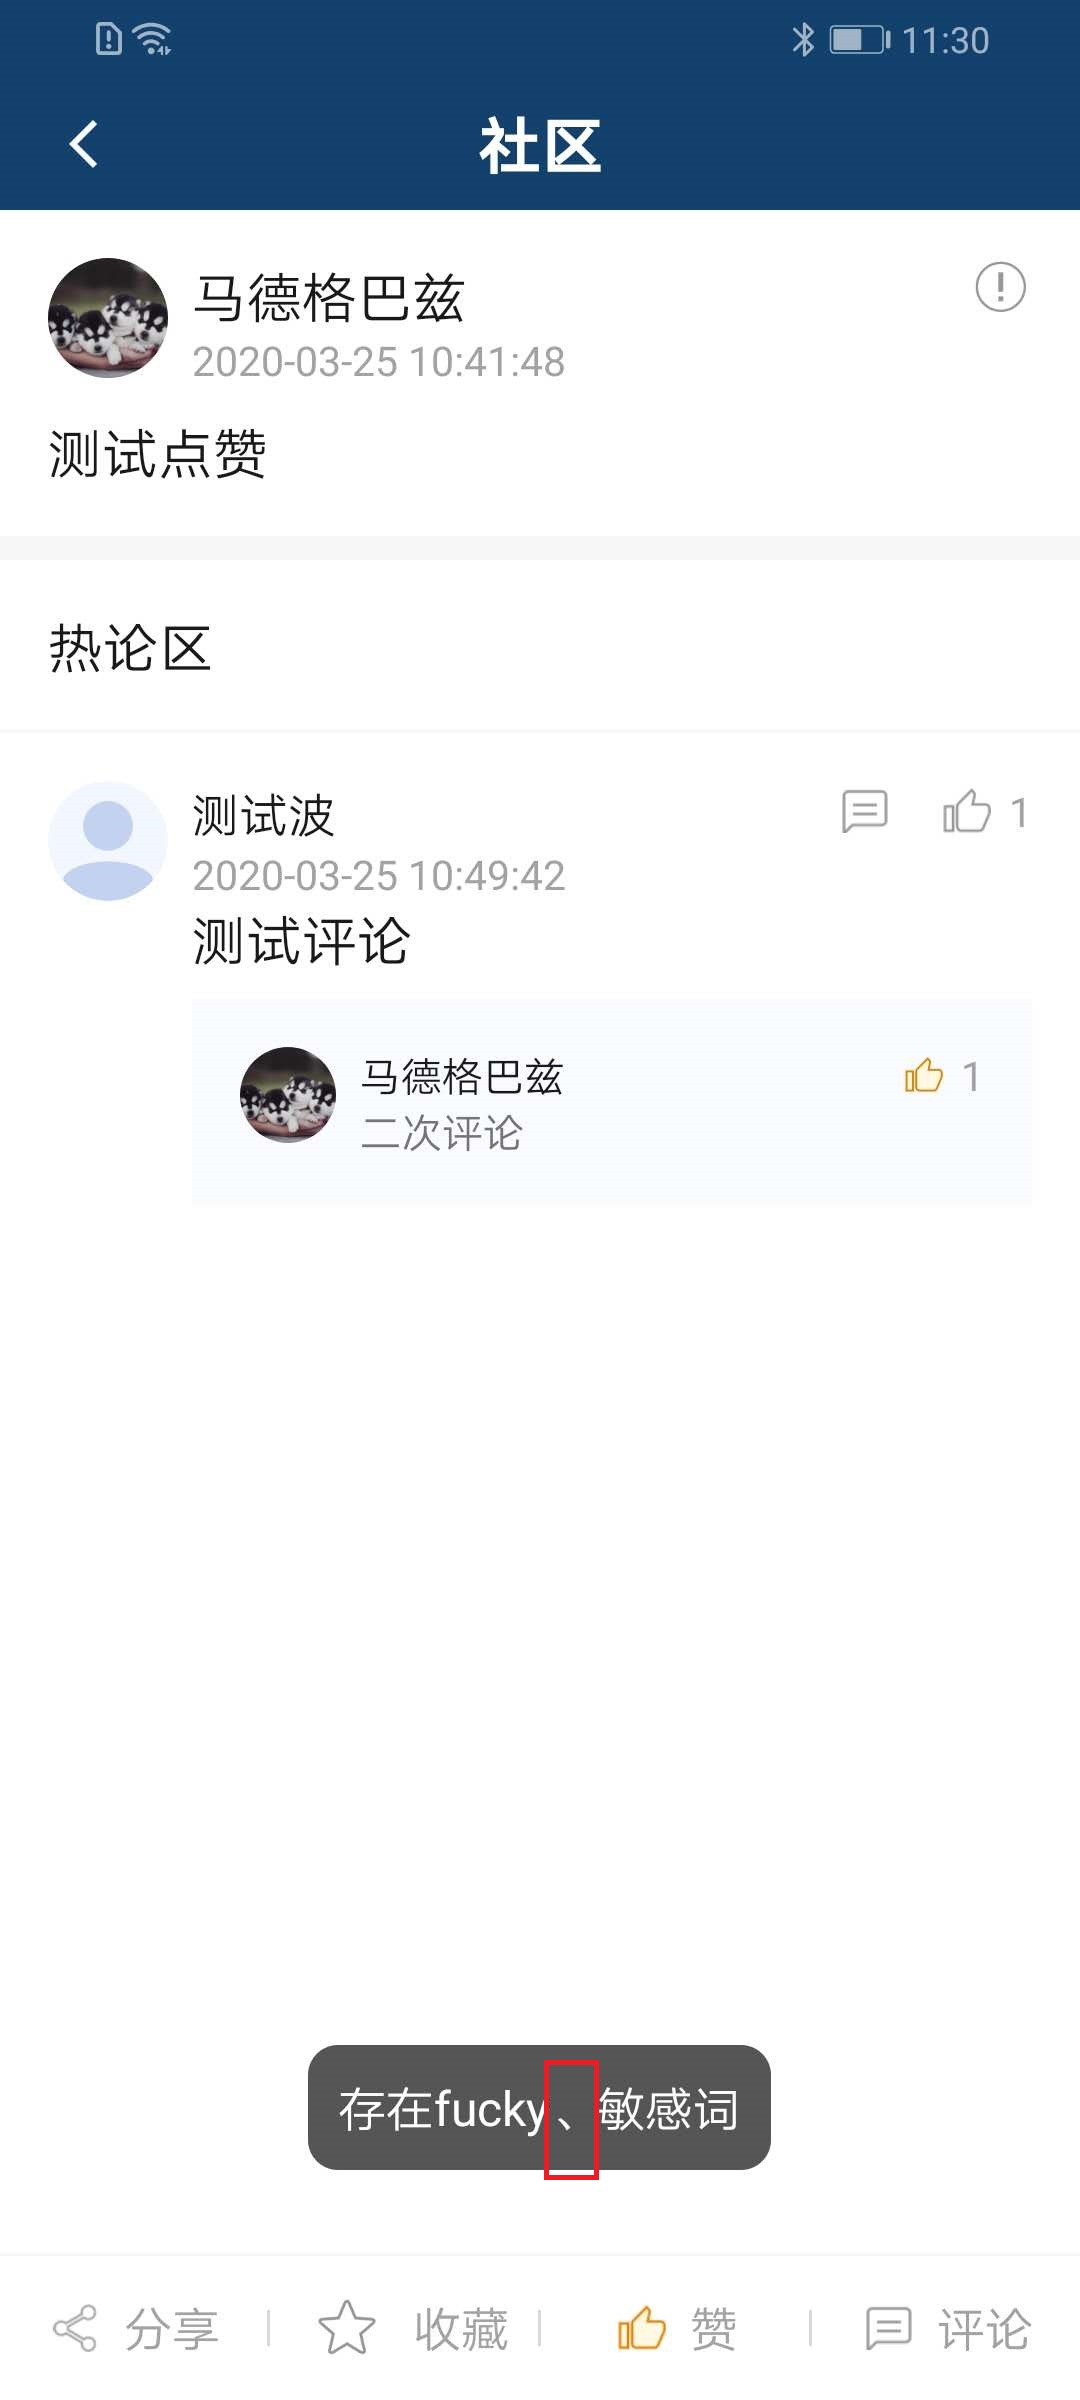 11:30
社区
马德格巴兹
2020-03-25 10:41:48
测试点赞
热论区
测试波
1
2020-03-25 10:49:42
测试评论
马德格巴兹
1
二次评论
存在fucky、敏感词
分享
收藏
赞
评论